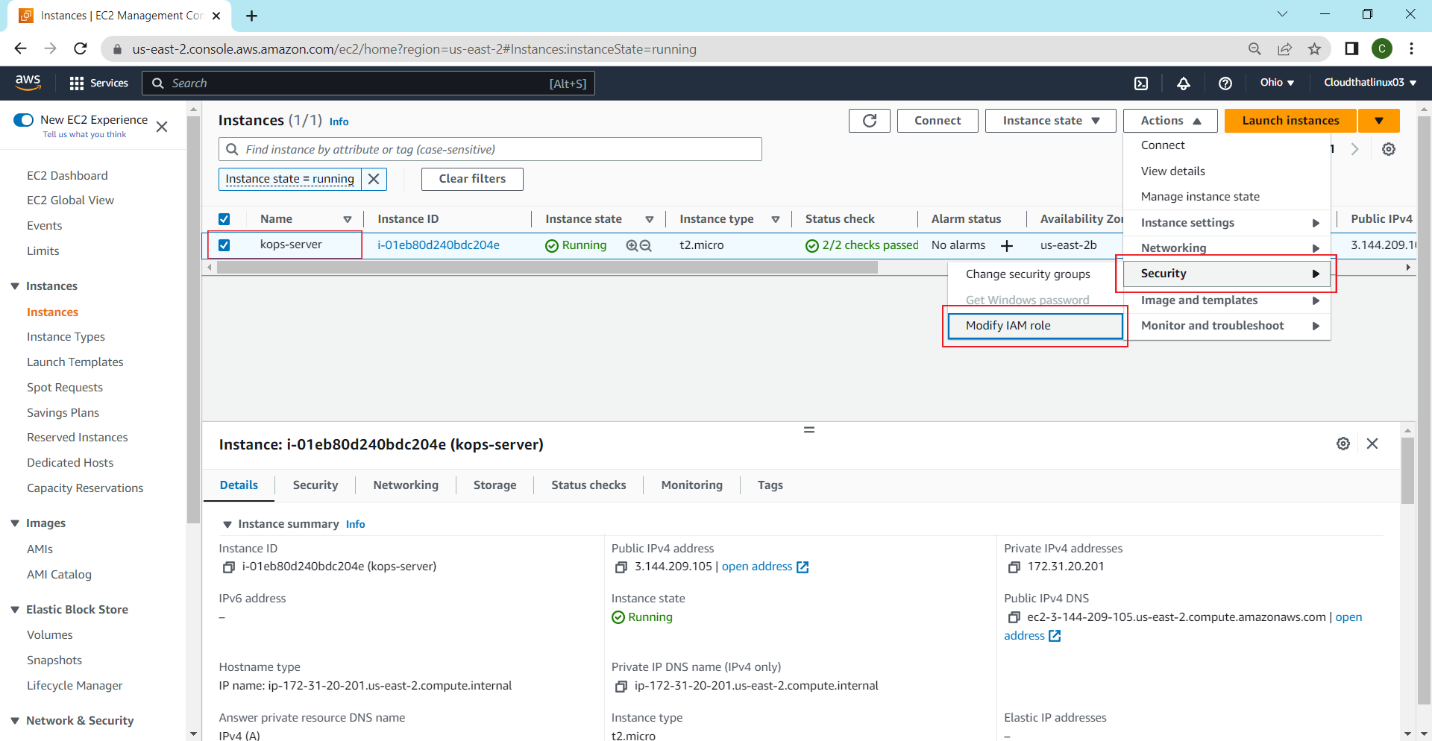 Instances | EC2 Management Con
us-east-2.console.aws.amazon.com/ec2/home?region=us-east-2#Instances:instanceState=running
C
aws
Services
Search
[Alt+S]
Ohio
Cloudthatlinux03
New EC2 Experience
Tell us what you think
EC2 Dashboard
EC2 Global View
Events
Limits
Instances
Instances
Instance Types
Launch Templates
Spot Requests
Savings Plans
Reserved Instances
Dedicated Hosts
Capacity Reservations
Images
AMIs
AMI Catalog
Elastic Block Store
Volumes
Snapshots
Lifecycle Manager
Network & Security
Instances (1/1) Info
Connect
Instance state
Actions
Launch instances
Find instance by attribute or tag (case-sensitive)
1
Instance state = running
Clear filters
Name Instance ID Instance state Instance type Status check Alarm status Availability Zon Public IPv4
kops-server i-01eb80d240bdc204e Running t2.micro 2/2 checks passed No alarms + us-east-2b 3.144.209.10
Connect
View details
Manage instance state
Instance settings
Networking
Security
Image and templates
Monitor and troubleshoot
Change security groups
Get Windows password
Modify IAM role
Instance: i-01eb80d240bdc204e (kops-server)
Details Security Networking Storage Status checks Monitoring Tags
Instance summary Info
Instance ID
i-01eb80d240bdc204e (kops-server)
Public IPv4 address
3.144.209.105 | open address
Private IPv4 addresses
172.31.20.201
IPv6 address
–
Instance state
Running
Public IPv4 DNS
ec2-3-144-209-105.us-east-2.compute.amazonaws.com | open
address
Hostname type
IP name: ip-172-31-20-201.us-east-2.compute.internal
Private IP DNS name (IPv4 only)
ip-172-31-20-201.us-east-2.compute.internal
Answer private resource DNS name
IPv4 (A)
Instance type
t2.micro
Elastic IP addresses
–